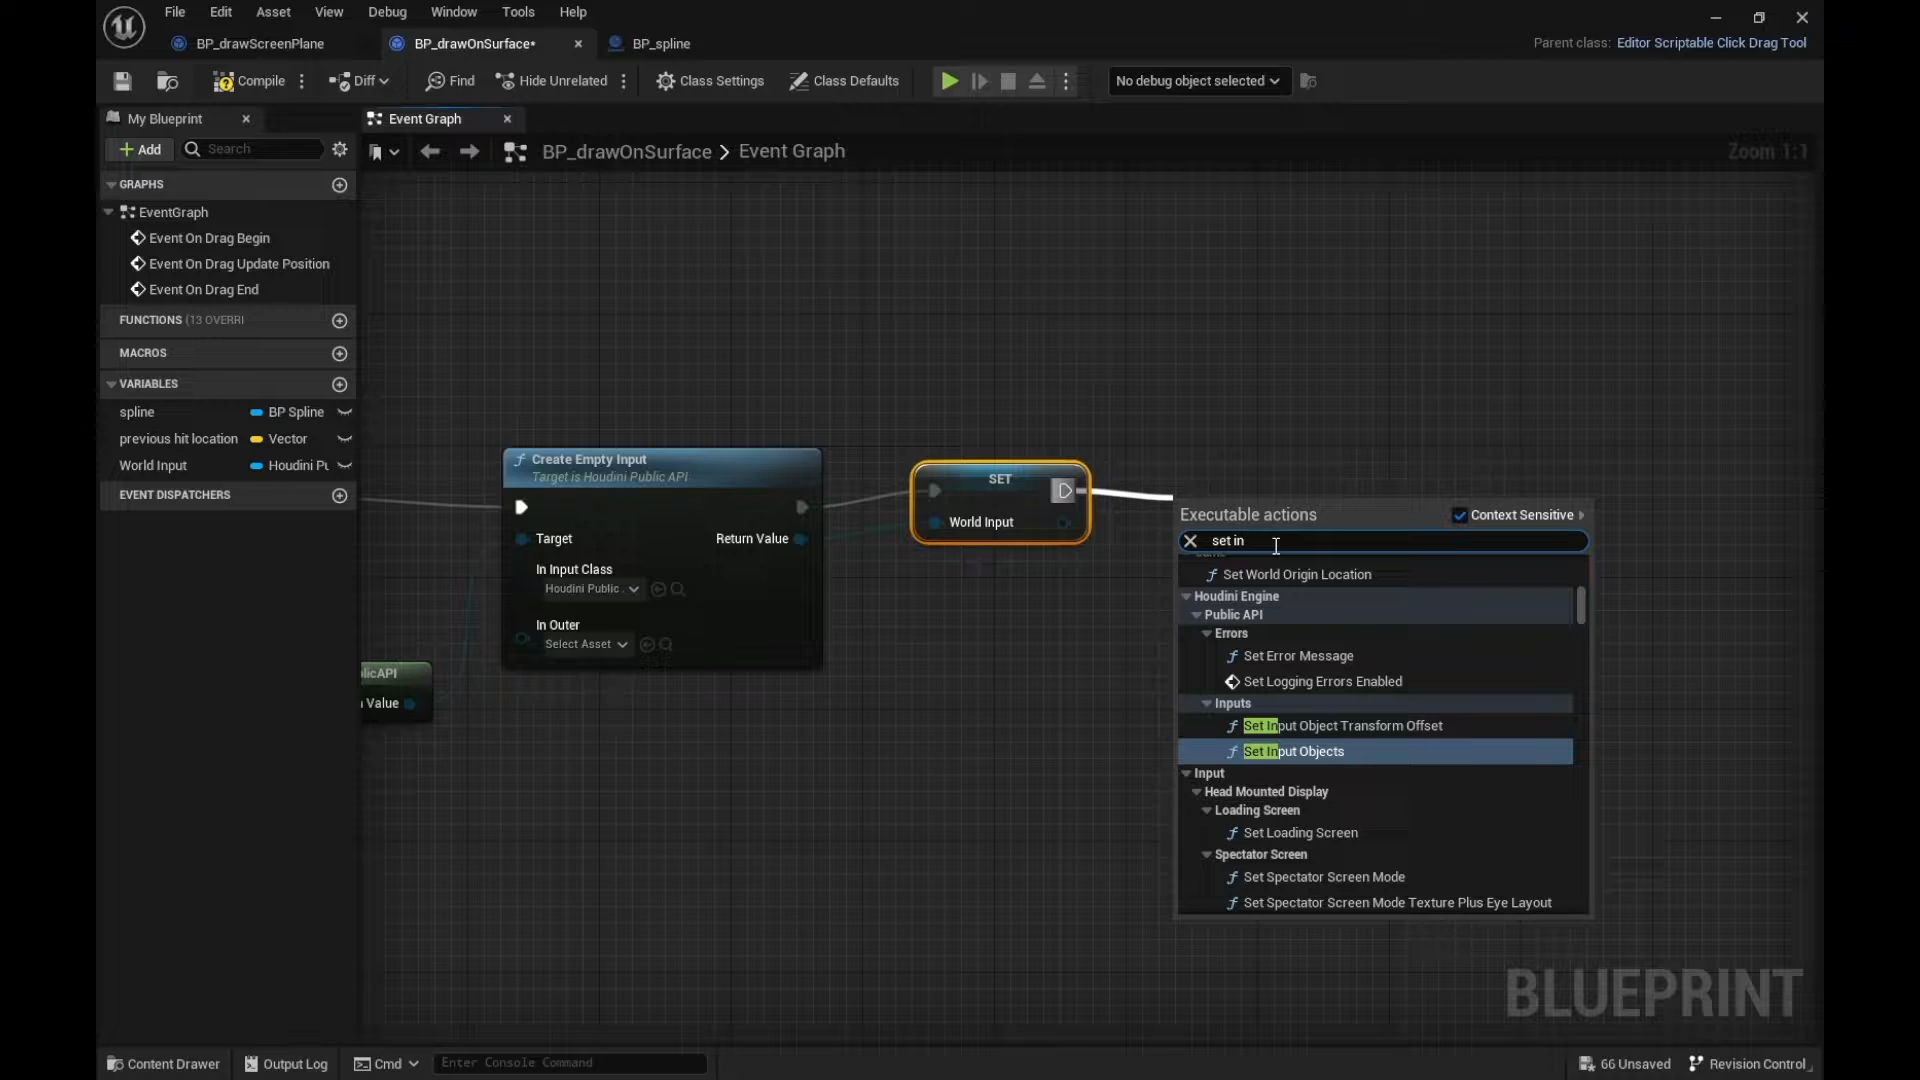 File Edit Asset View Debug Window Tools Help
BP_drawScreenPlane BP_drawOnSurface* BP_spline
Parent class: Editor Scriptable Click Drag Tool
Compile Diff Find Hide Unrelated Class Settings Class Defaults No debug object selected
My Blueprint Event Graph
Add Search
BP_drawOnSurface > Event Graph
Zoom 1:1
GRAPHS
EventGraph
Event On Drag Begin
Event On Drag Update Position
Event On Drag End
FUNCTIONS (13 OVERRI
MACROS
VARIABLES
spline BP Spline
previous hit location Vector
World Input Houdini Pu
EVENT DISPATCHERS
Create Empty Input
Target is Houdini Public API
Target Return Value
In Input Class
Houdini Public
In Outer
Select Asset
licAPI
Value
SET
World Input
Executable actions Context Sensitive
set in
Set World Origin Location
Houdini Engine
Public API
Errors
Set Error Message
Set Logging Errors Enabled
Inputs
Set Input Object Transform Offset
Set Input Objects
Input
Head Mounted Display
Loading Screen
Set Loading Screen
Spectator Screen
Set Spectator Screen Mode
Set Spectator Screen Mode Texture Plus Eye Layout
BLUEPRINT
Content Drawer Output Log Cmd Enter Console Command 66 Unsaved Revision Control